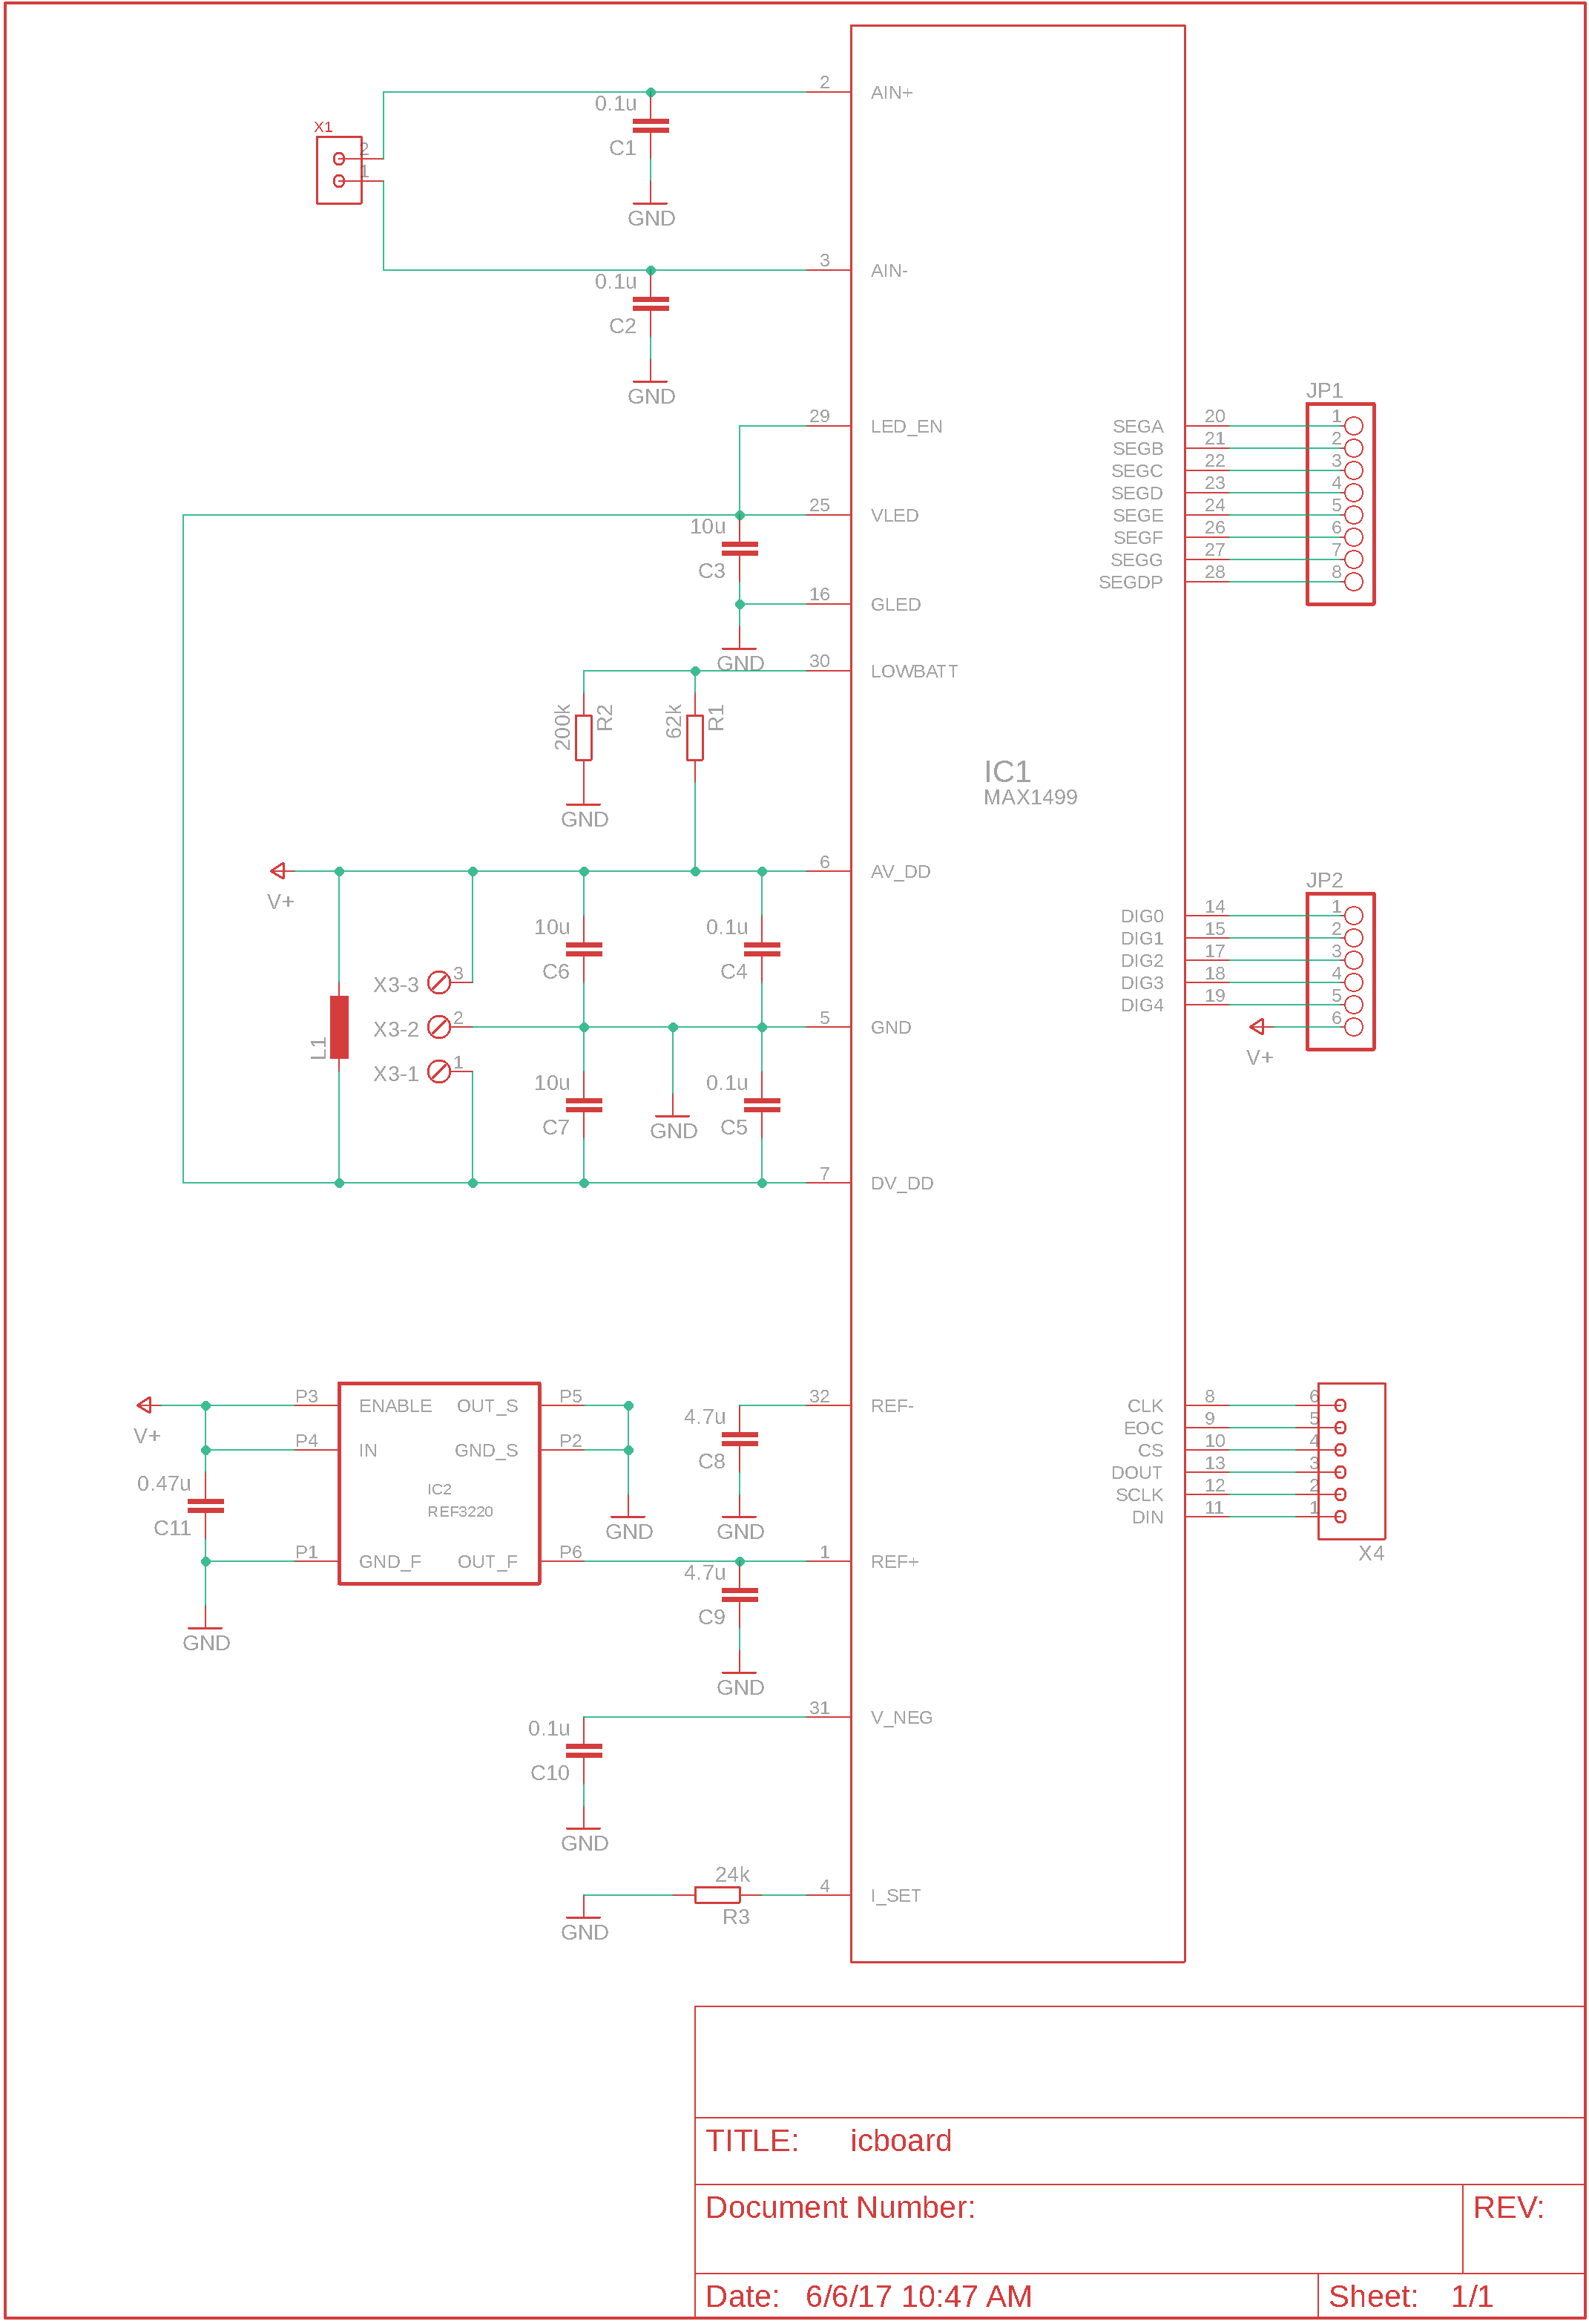 2
AIN+
0.1u
C1
GND
X1
2
1
3
AIN-
0.1u
C2
GND
29
LED_EN
25
VLED
10u
C3
16
GLED
GND
30
LOWBATT
200k
R2
62k
R1
GND
IC1
MAX1499
JP1
SEGA 20 1
SEGB 21 2
SEGC 22 3
SEGD 23 4
SEGE 24 5
SEGF 26 6
SEGG 27 7
SEGDP 28 8
V+
6
AV_DD
10u
C6
0.1u
C4
X3-3 3
X3-2 2
X3-1 1
L1
5
GND
10u
C7
GND
0.1u
C5
7
DV_DD
JP2
DIG0 14 1
DIG1 15 2
DIG2 17 3
DIG3 18 4
DIG4 19 5
6
V+
V+
P3 ENABLE OUT_S P5
P4 IN GND_S P2
IC2
REF3220
P1 GND_F OUT_F P6
0.47u
C11
GND
GND
32
REF-
4.7u
C8
GND
1
REF+
4.7u
C9
GND
CLK 8 6
EOC 9 5
CS 10 4
DOUT 13 3
SCLK 12 2
DIN 11 1
X4
31
V_NEG
0.1u
C10
GND
24k
R3
4
I_SET
GND
TITLE: icboard
Document Number:
REV:
Date: 6/6/17 10:47 AM
Sheet: 1/1